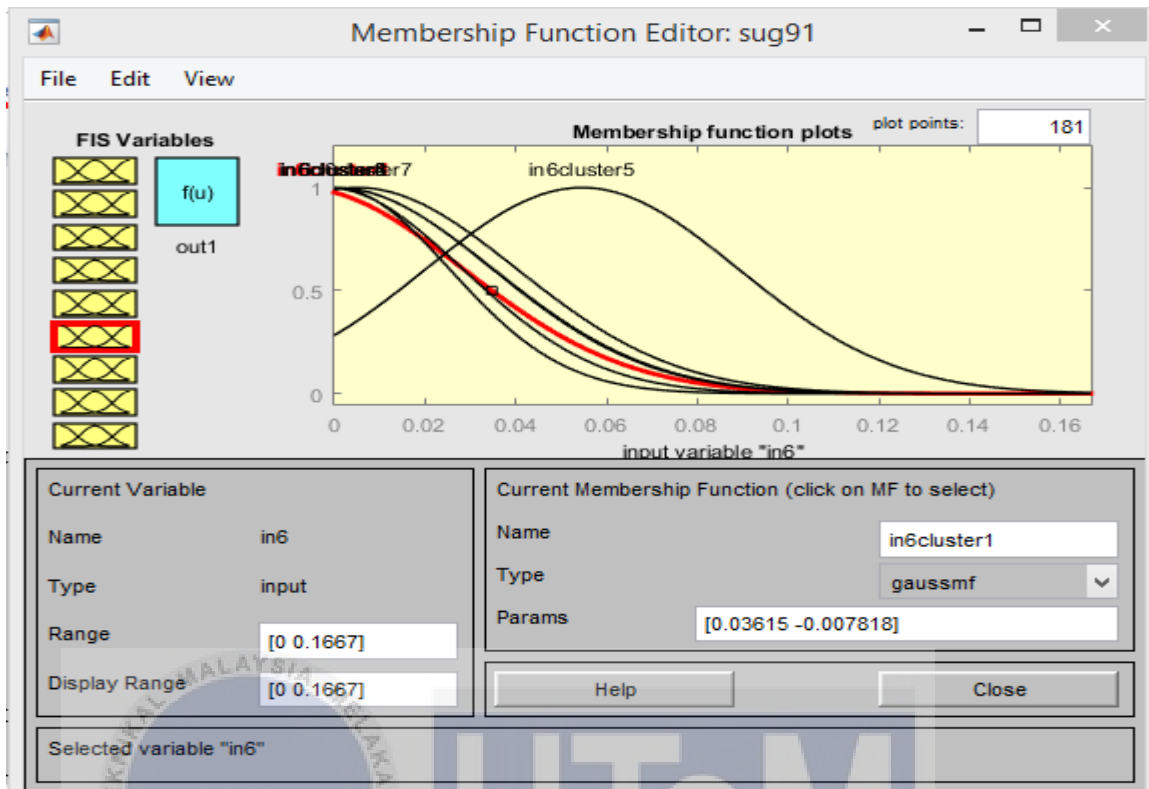 Membership Function Editor: sug91
File Edit View
FIS Variables
f(u)
out1
Membership function plots
plot points:
181
in6cluster5
1
0.5
0
0 0.02 0.04 0.06 0.08 0.1 0.12 0.14 0.16
input variable "in6"
Current Variable
Name in6
Type input
Range [0 0.1667]
Display Range [0 0.1667]
Current Membership Function (click on MF to select)
Name in6cluster1
Type gaussmf
Params [0.03615 -0.007818]
Help Close
Selected variable "in6"
MALAYSIA
UTeM